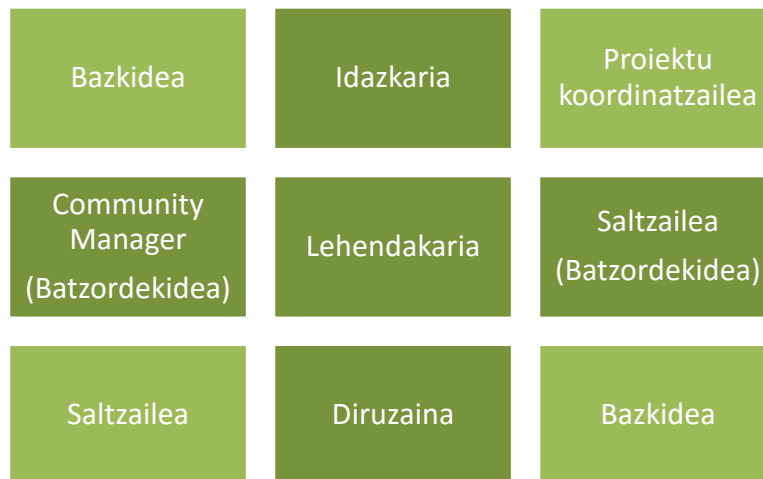 Bazkidea
Idazkaria
Proiektu
koordinatzailea
Community
Manager
(Batzordekidea)
Lehendakaria
Saltzailea
(Batzordekidea)
Saltzailea
Diruzaina
Bazkidea